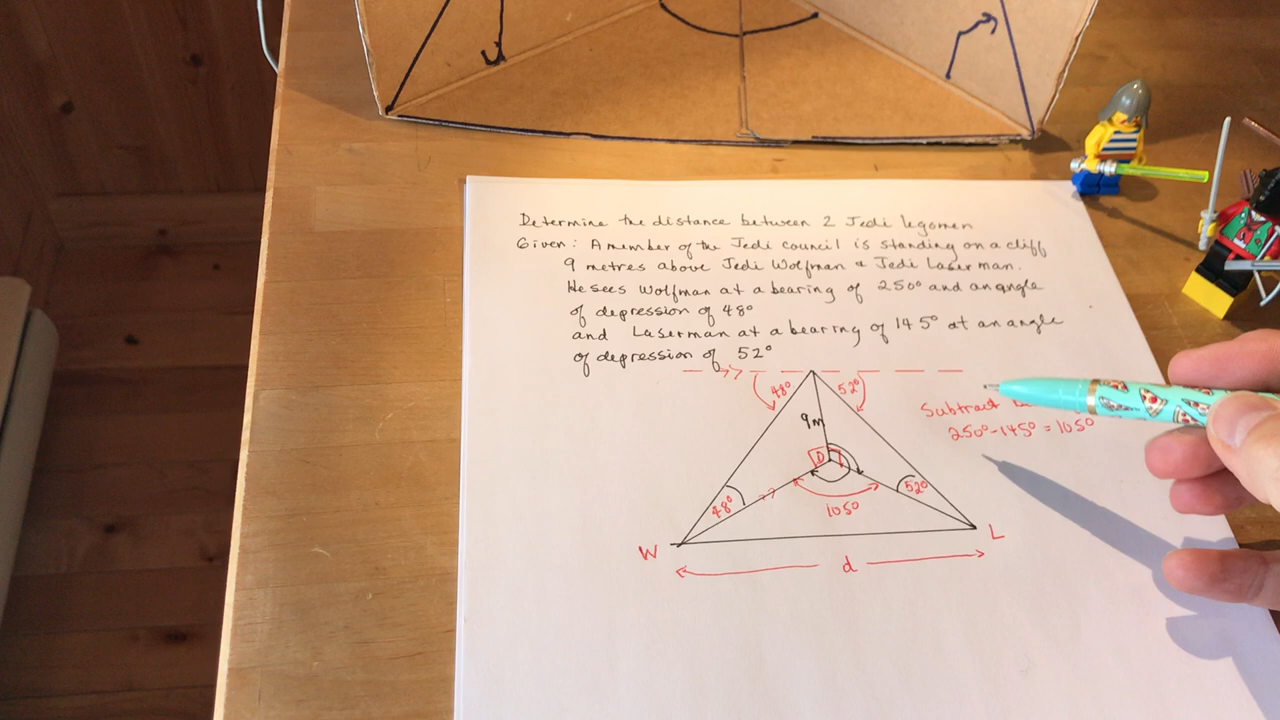 Determine the distance between 2 Jedi legomen
Given: A member of the Jedi council is standing on a cliff
9 metres above Jedi Wolfman & Jedi Laserman.
He sees Wolfman at a bearing of 250° and an angle
of depression of 48°
and Laserman at a bearing of 145° at an angle
of depression of 52°
48° 52°
Subtract
9m
250°-145°=105°
D
48° 105° 52°
W L
d